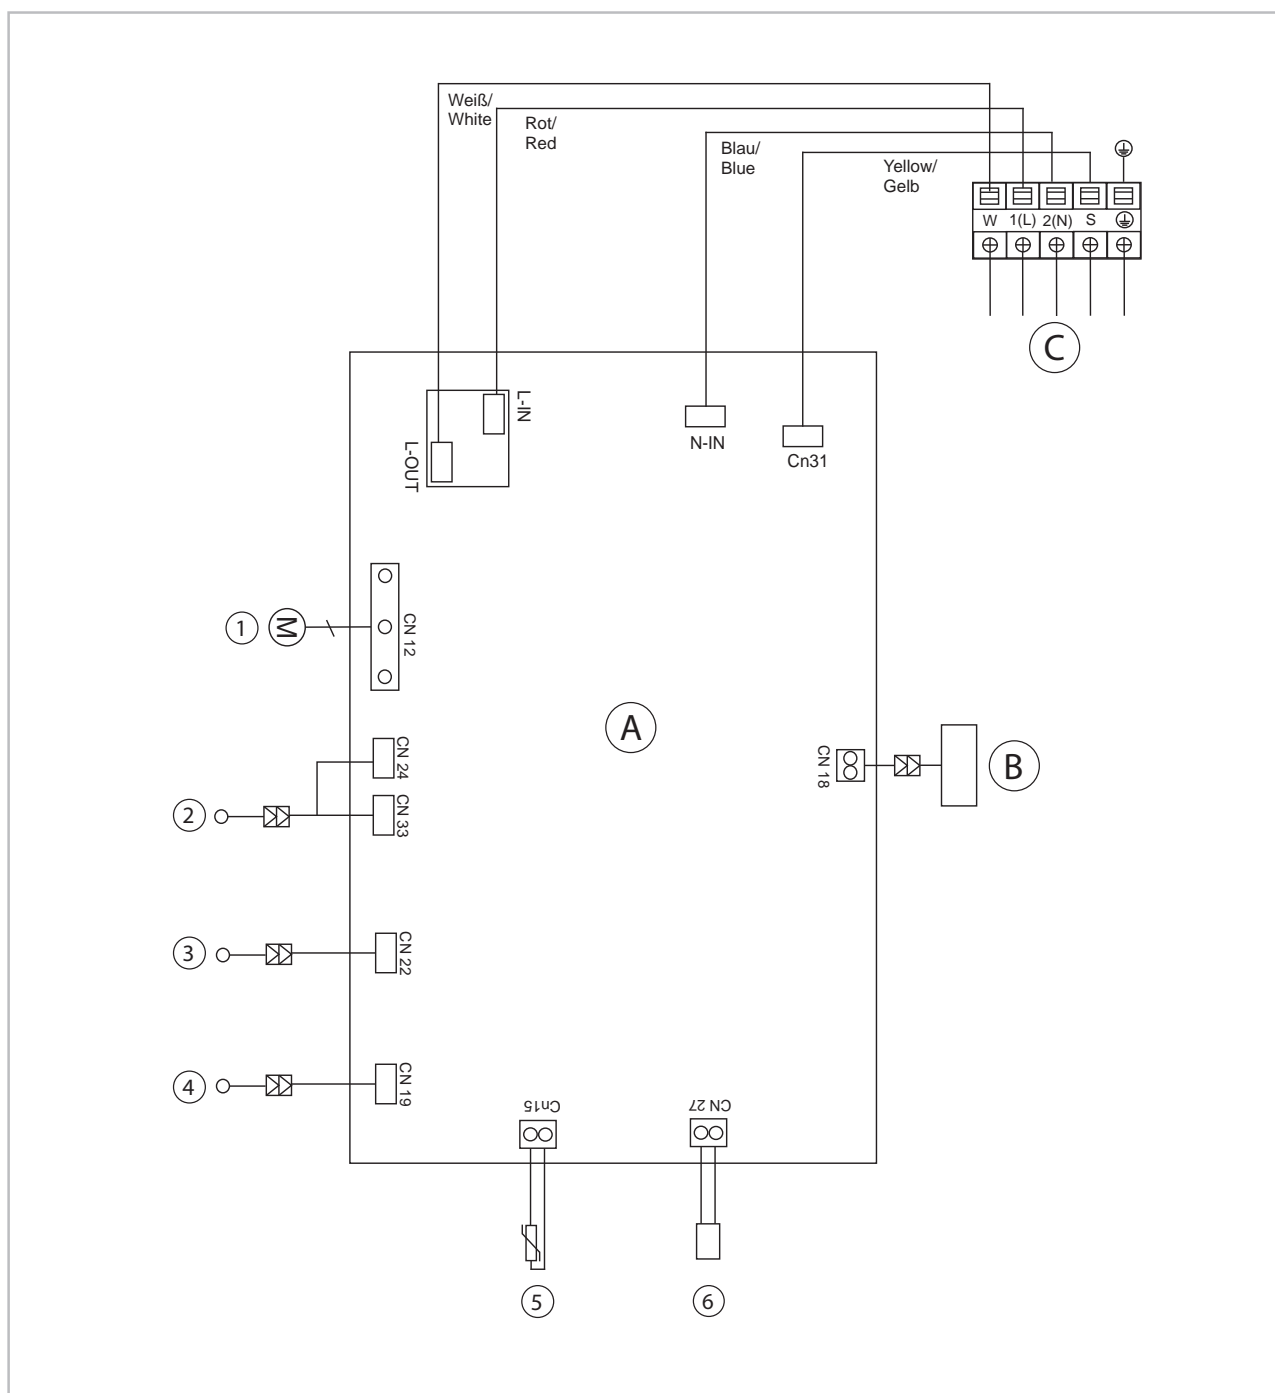 Weiß/
White
Rot/
Red
Blau/
Blue
Yellow/
Gelb
W 1(L) 2(N) S
C
L-IN
L-OUT
N-IN
Cn31
1 M
CN 12
A
CN 24
CN 18
B
2
CN 33
3
CN 22
4
CN 19
Cn15
CN 27
5
6